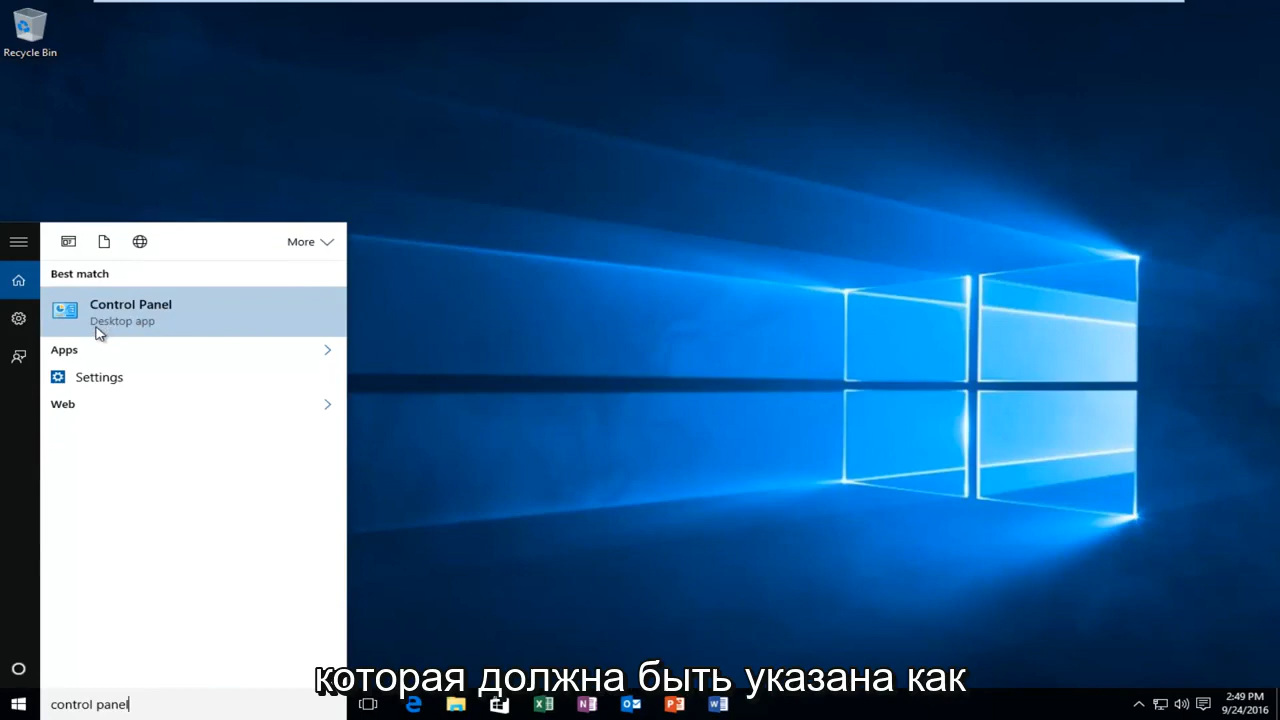 Recycle Bin
More
Best match
Control Panel
Desktop app
Apps
Settings
Web
которая должна быть указана как
control panel
2:49 PM
9/24/2016